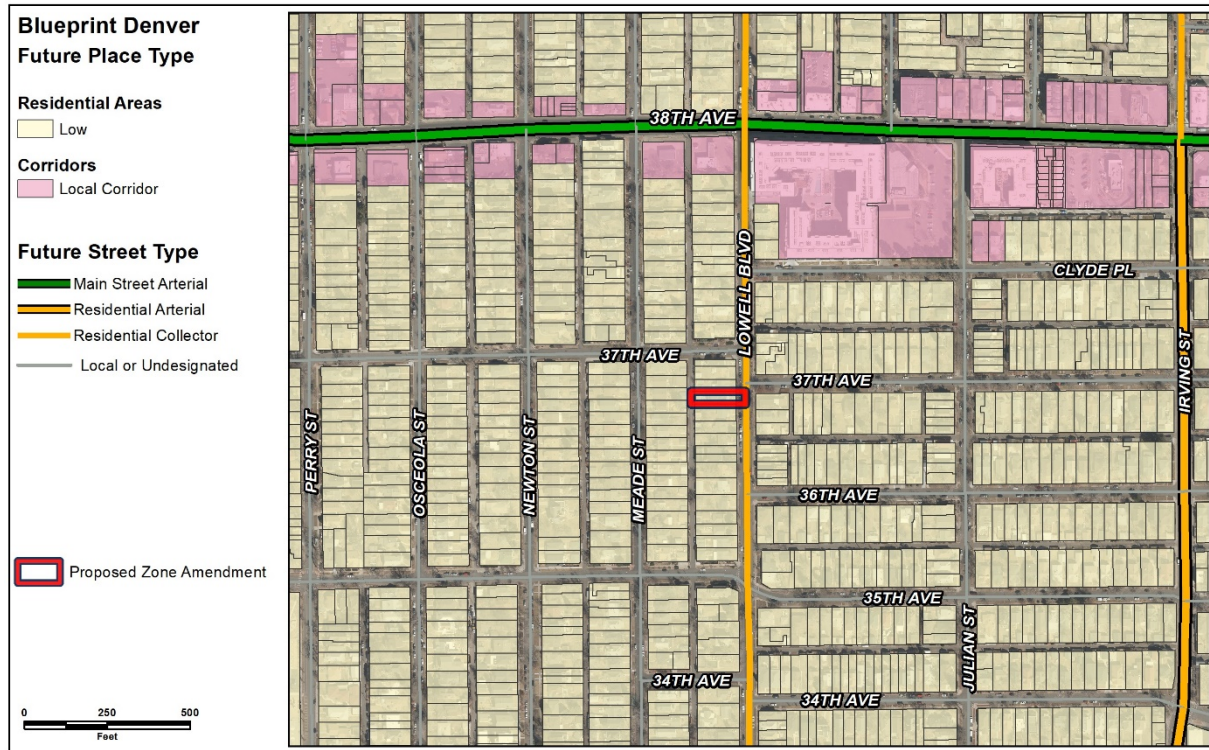 Blueprint Denver
Future Place Type
Residential Areas
Low
Corridors
Local Corridor
Future Street Type
Main Street Arterial
Residential Arterial
Residential Collector
Local or Undesignated
Proposed Zone Amendment
0 250 500
Feet
38TH AVE
LOWELL BLVD
CLYDE PL
37TH AVE
37TH AVE
IRVING ST
PERRY ST
OSCEOLA ST
NEWTON ST
MEADE ST
36TH AVE
35TH AVE
JULIAN ST
34TH AVE
34TH AVE